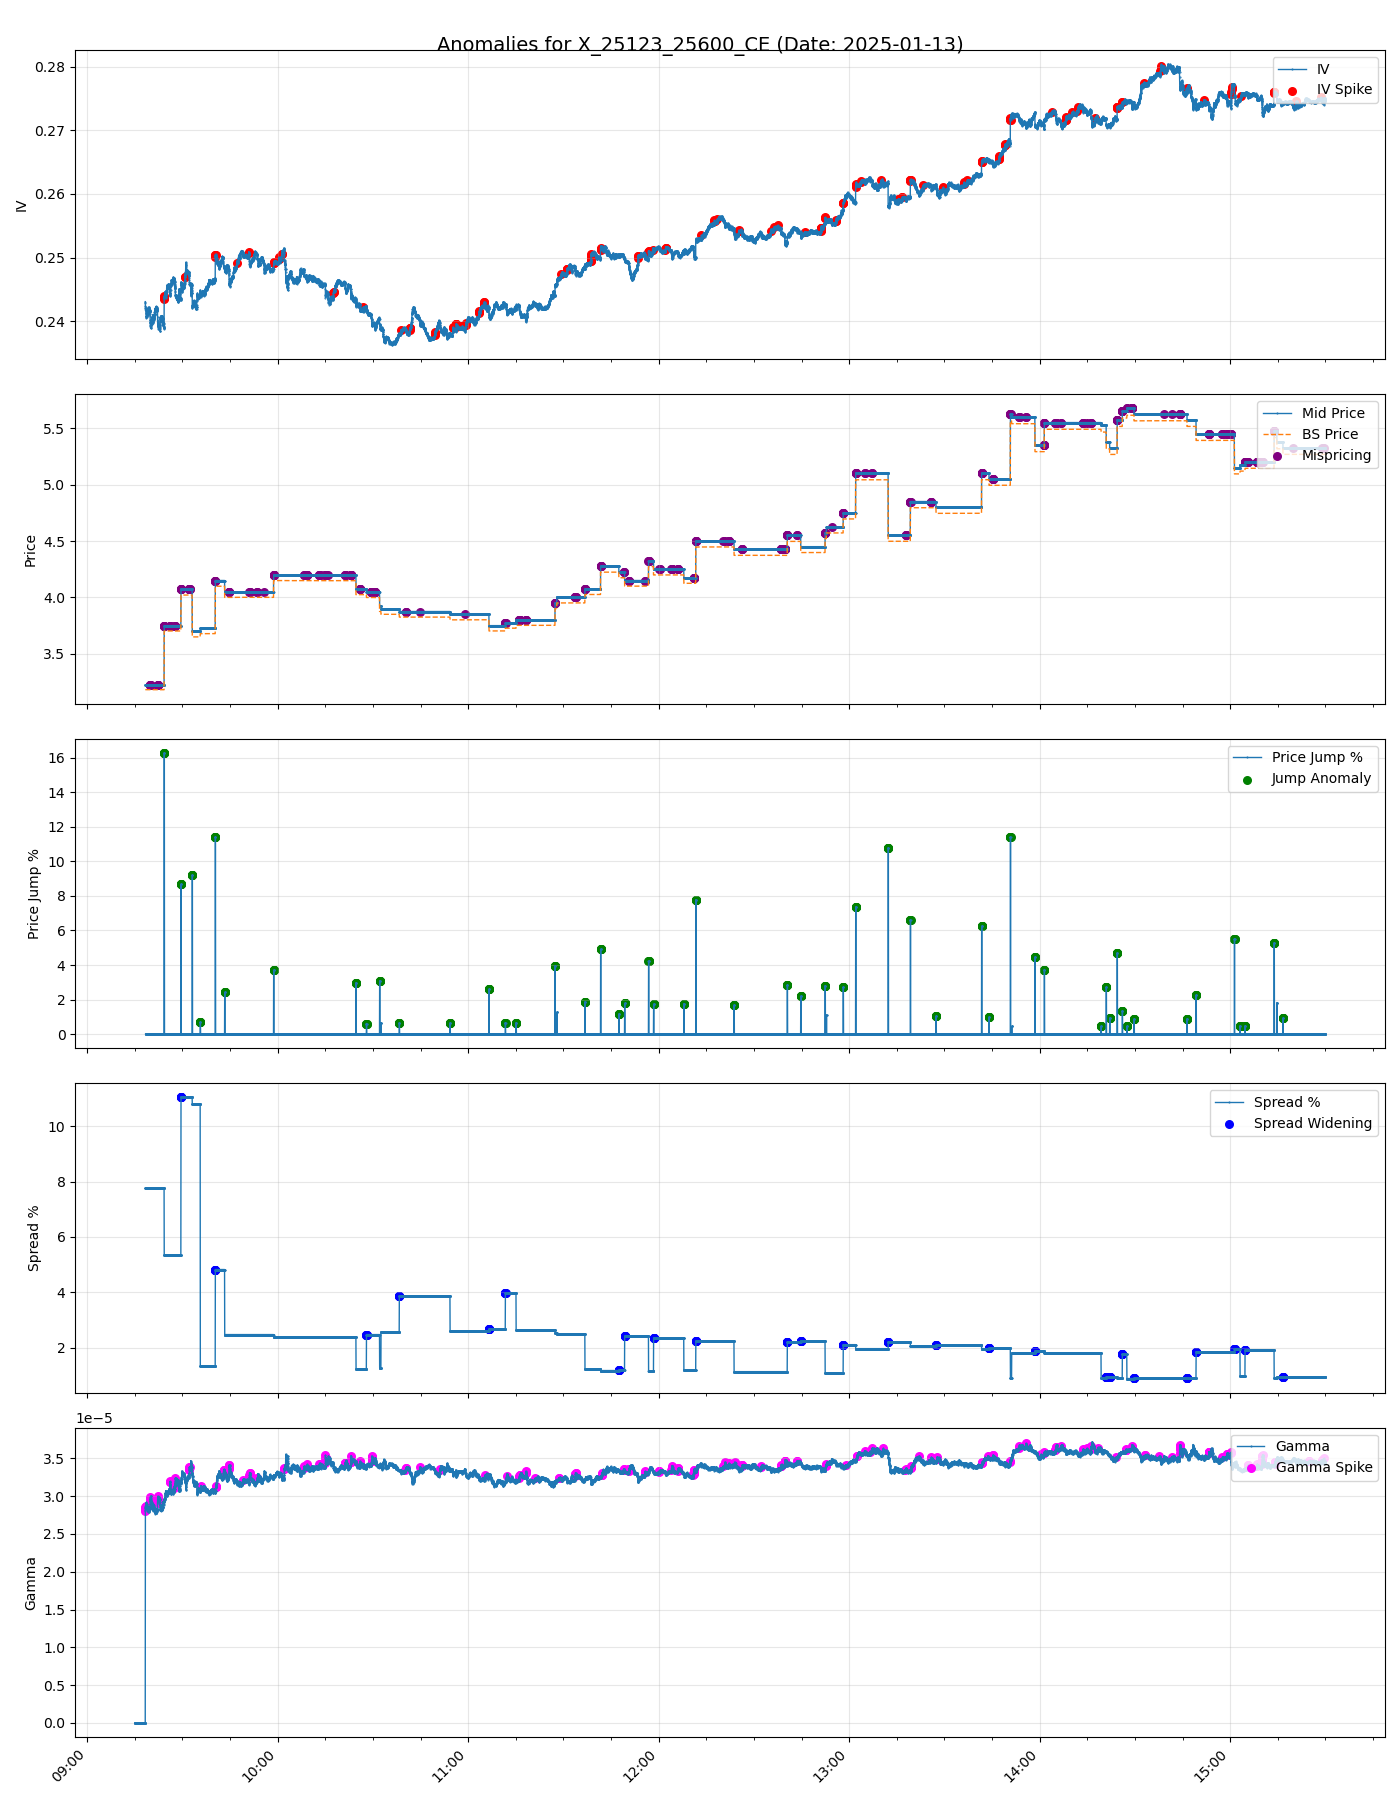 Anomalies for X_25123_25600_CE (Date: 2025-01-13)
0.28
0.27
0.26
0.25
0.24
IV
IV
IV Spike
5.5
5.0
4.5
4.0
3.5
Price
Mid Price
BS Price
Mispricing
16
14
12
10
8
6
4
2
0
Price Jump %
Price Jump %
Jump Anomaly
10
8
6
4
2
Spread %
Spread %
Spread Widening
1e−5
3.5
3.0
2.5
2.0
1.5
1.0
0.5
0.0
Gamma
Gamma
Gamma Spike
09:00
10:00
11:00
12:00
13:00
14:00
15:00